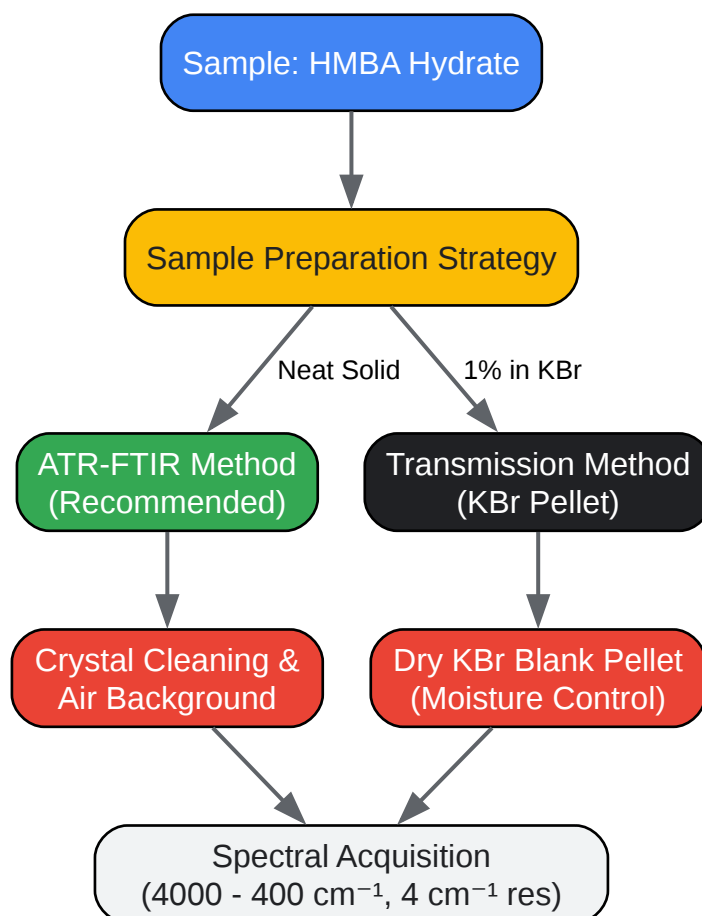 Sample: HMBA Hydrate
Sample Preparation Strategy
Neat Solid
1% in KBr
ATR-FTIR Method
(Recommended)
Transmission Method
(KBr Pellet)
Crystal Cleaning &
Air Background
Dry KBr Blank Pellet
(Moisture Control)
Spectral Acquisition
(4000 - 400 cm⁻¹, 4 cm⁻¹ res)